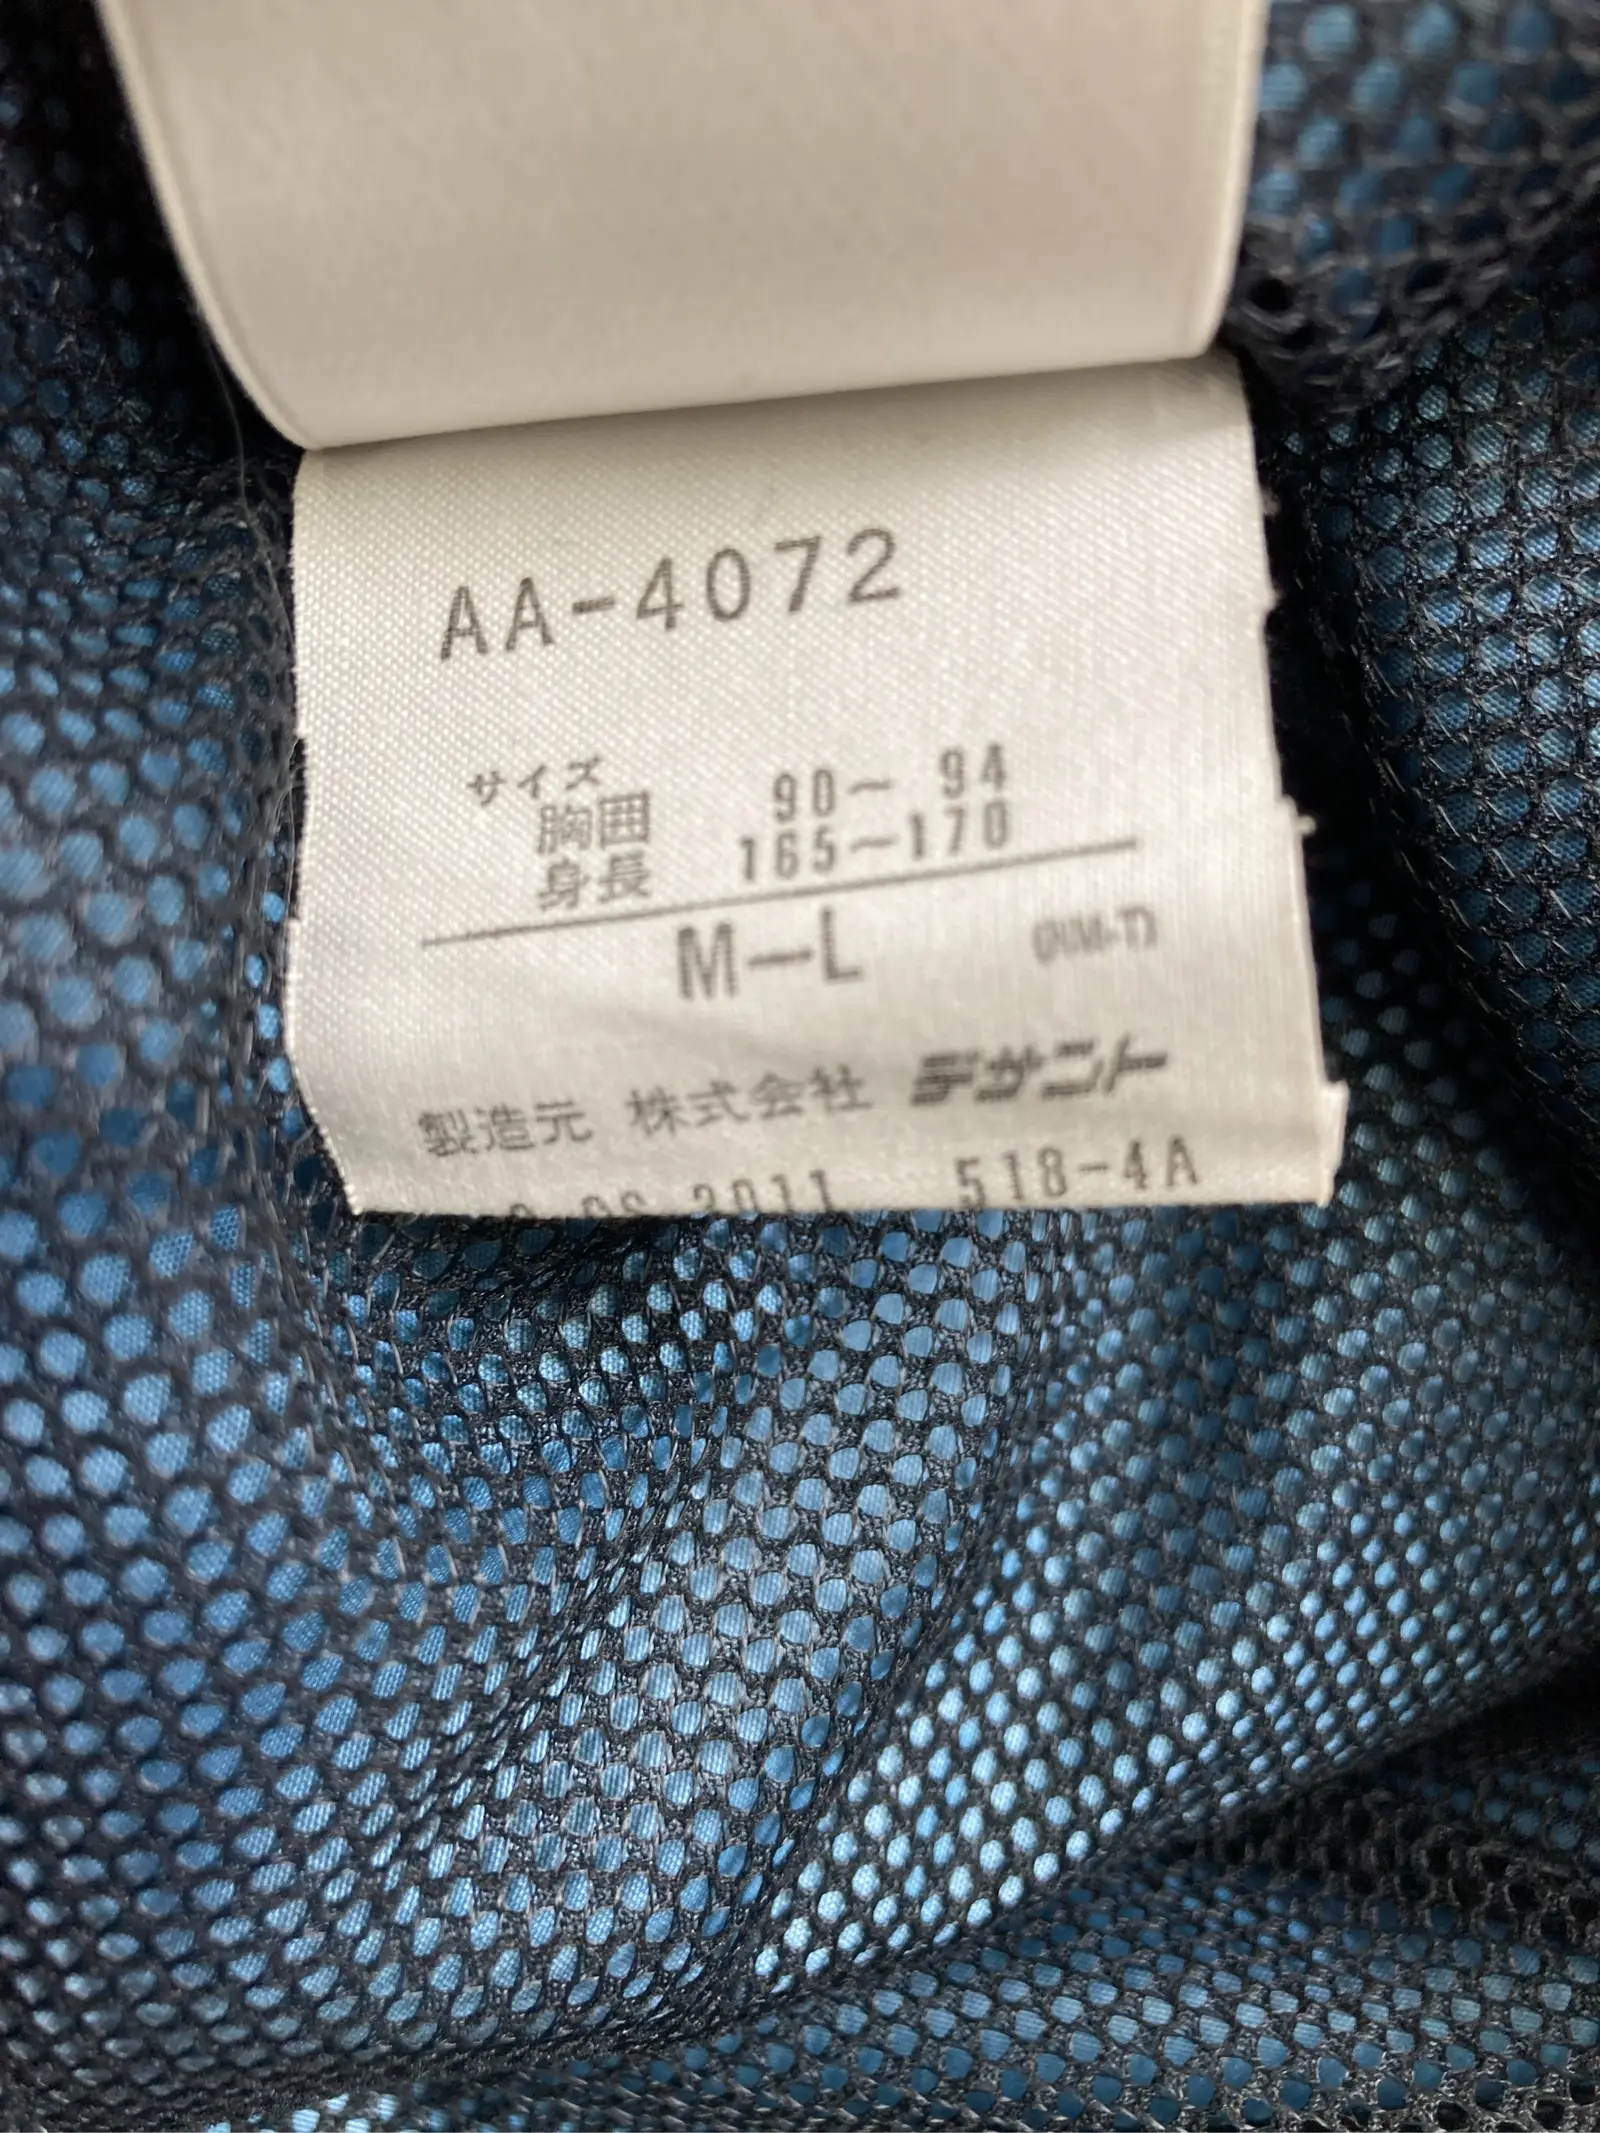 AA-4072
サイズ
胸囲 90～ 94
身長 165～170
M－L
製造元 株式会社 デサント
518-4A